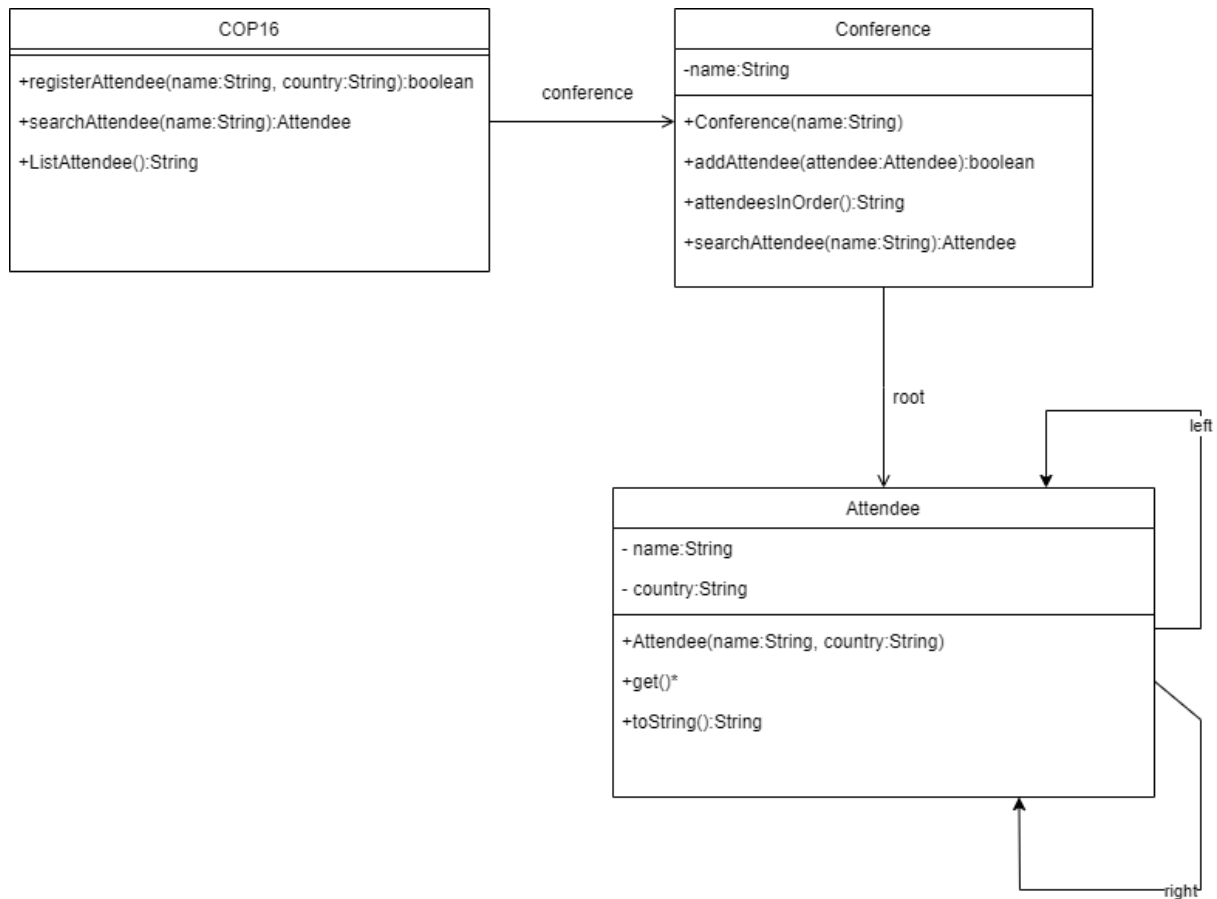 COP16
+registerAttendee(name:String, country:String):boolean
+searchAttendee(name:String):Attendee
+ListAttendee():String
conference
Conference
-name:String
+Conference(name:String)
+addAttendee(attendee:Attendee):boolean
+attendeesInOrder():String
+searchAttendee(name:String):Attendee
root
left
Attendee
- name:String
- country:String
+Attendee(name:String, country:String)
+get()*
+toString():String
right